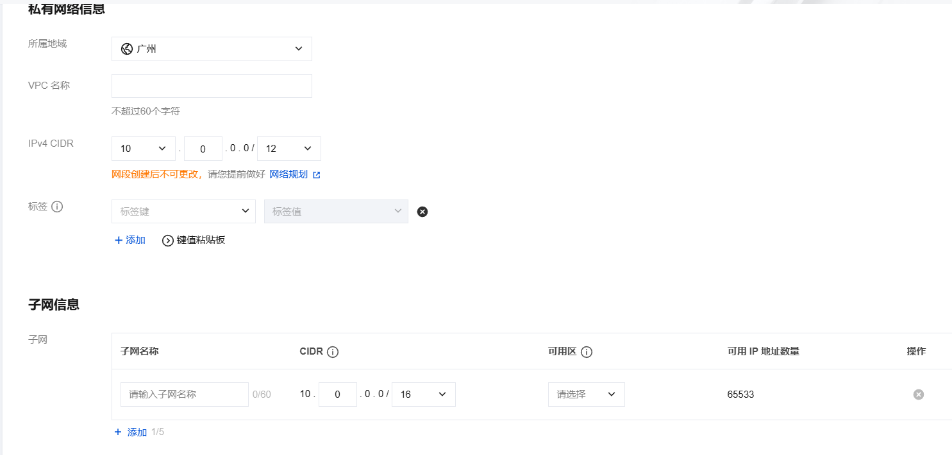 私有网络信息
所属地域 广州
VPC 名称
不超过60个字符
IPv4 CIDR 10 . 0 . 0 . 0 / 12
网段创建后不可更改，请您提前做好 网络规划
标签 标签键 标签值
+ 添加 键值粘贴板
子网信息
子网
子网名称 CIDR 可用区 可用 IP 地址数量 操作
请输入子网名称 0/60 10 . 0 . 0 . 0 / 16 请选择 65533
+ 添加 1/5